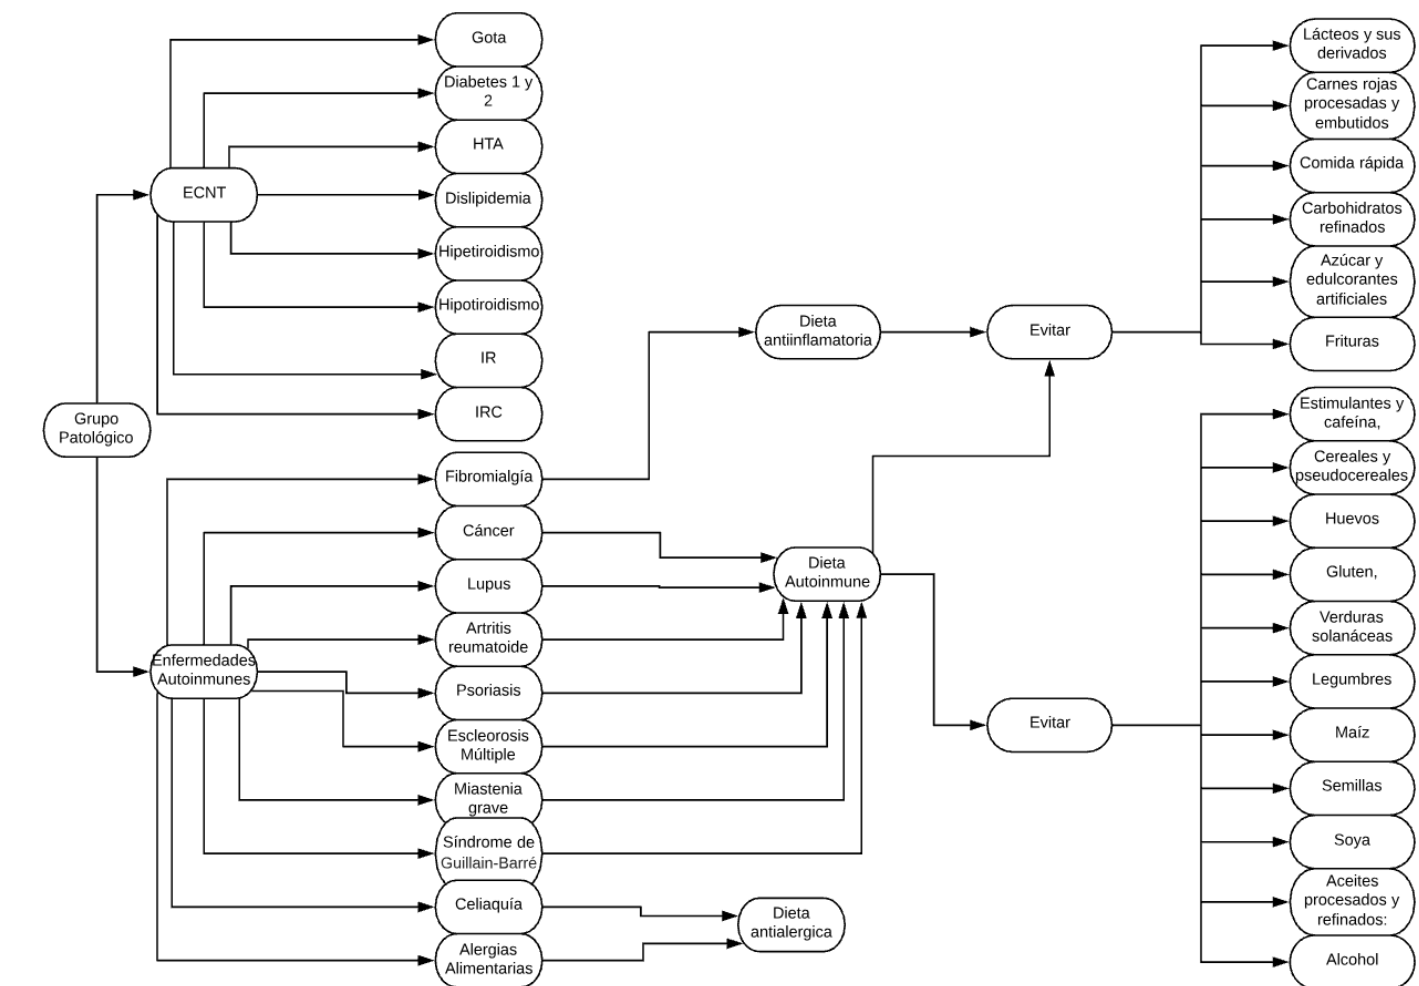 Grupo
Patológico
ECNT
Enfermedades
Autoinmunes
Gota
Diabetes 1 y
2
HTA
Dislipidemia
Hipetiroidismo
Hipotiroidismo
IR
IRC
Fibromialgía
Cáncer
Lupus
Artritis
reumatoide
Psoriasis
Escleorosis
Múltiple
Miastenia
grave
Síndrome de
Guillain-Barré
Celiaquía
Alergias
Alimentarias
Dieta
antiinflamatoria
Dieta
Autoinmune
Dieta
antialergica
Evitar
Evitar
Lácteos y sus
derivados
Carnes rojas
procesadas y
embutidos
Comida rápida
Carbohidratos
refinados
Azúcar y
edulcorantes
artificiales
Frituras
Estimulantes y
cafeína,
Cereales y
pseudocereales
Huevos
Gluten,
Verduras
solanáceas
Legumbres
Maíz
Semillas
Soya
Aceites
procesados y
refinados:
Alcohol